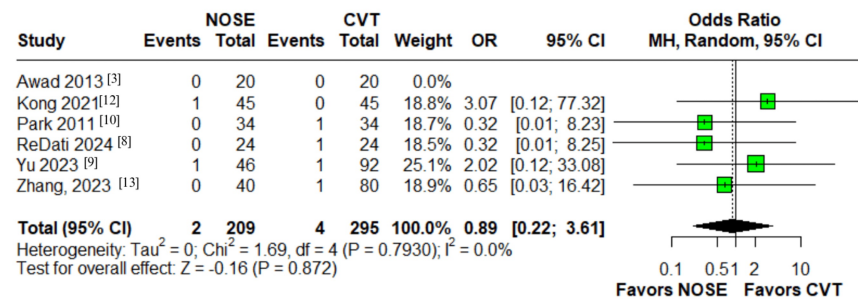 NOSE CVT Odds Ratio
Study Events Total Events Total Weight OR 95% CI MH, Random, 95% CI
Awad 2013 [3] 0 20 0 20 0.0%
Kong 2021[12] 1 45 0 45 18.8% 3.07 [0.12; 77.32]
Park 2011 [10] 0 34 1 34 18.7% 0.32 [0.01; 8.23]
ReDati 2024 [8] 0 24 1 24 18.5% 0.32 [0.01; 8.25]
Yu 2023 [9] 1 46 1 92 25.1% 2.02 [0.12; 33.08]
Zhang, 2023 [13] 0 40 1 80 18.9% 0.65 [0.03; 16.42]
Total (95% CI) 2 209 4 295 100.0% 0.89 [0.22; 3.61]
Heterogeneity: Tau² = 0; Chi² = 1.69, df = 4 (P = 0.7930); I² = 0.0%
Test for overall effect: Z = -0.16 (P = 0.872)
0.1 0.5 1 2 10
Favors NOSE Favors CVT